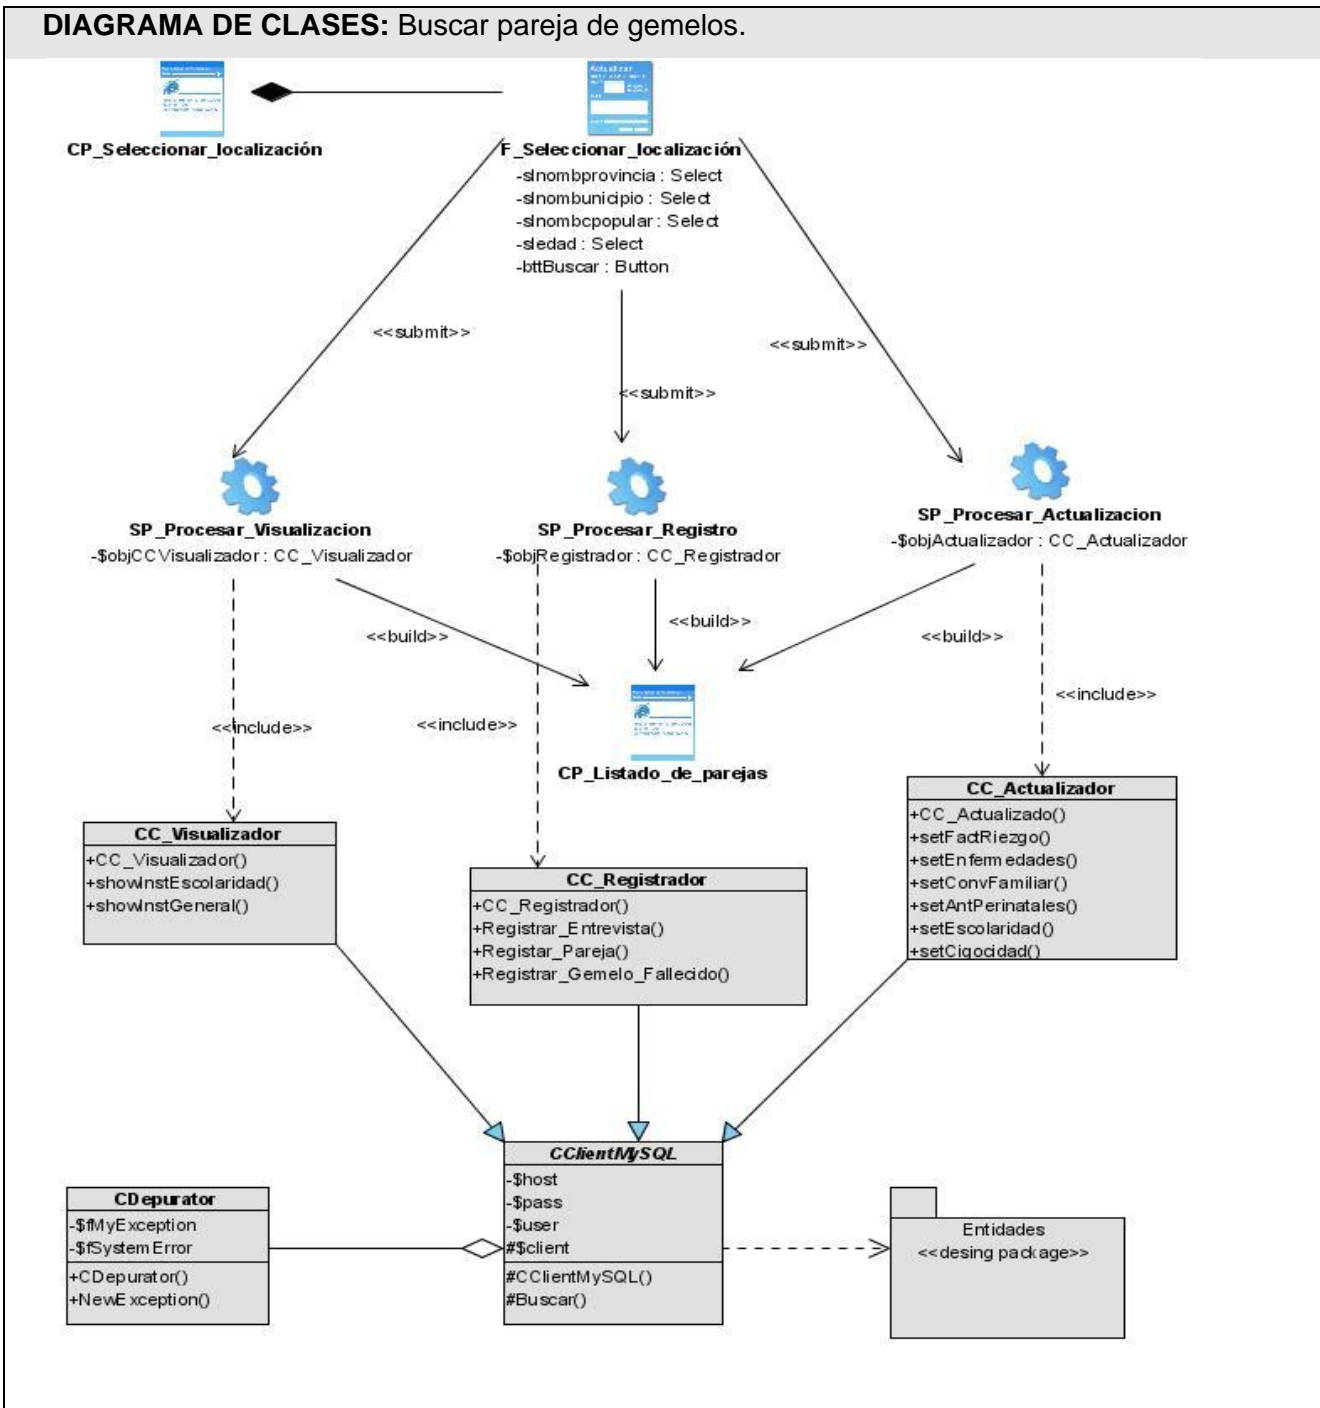 DIAGRAMA DE CLASES: Buscar pareja de gemelos.
CP_Seleccionar_localización
Actualizar
F_Seleccionar_localización
-slnombprovincia : Select
-slnombunicipio : Select
-slnombcpopular : Select
-sledad : Select
-bttBuscar : Button
<<submit>>
<<submit>>
<<submit>>
SP_Procesar_Visualizacion
-$objCCVisualizador : CC_Visualizador
SP_Procesar_Registro
-$objRegistrador : CC_Registrador
SP_Procesar_Actualizacion
-$objActualizador : CC_Actualizador
<<build>>
<<build>>
<<build>>
<<include>>
<<include>>
<<include>>
CP_Listado_de_parejas
CC_Visualizador
+CC_Visualizador()
+showInstEscolaridad()
+showInstGeneral()
CC_Registrador
+CC_Registrador()
+Registrar_Entrevista()
+Registar_Pareja()
+Registrar_Gemelo_Fallecido()
CC_Actualizador
+CC_Actualizado()
+setFactRiezgo()
+setEnfermedades()
+setConvFamiliar()
+setAntPerinatales()
+setEscolaridad()
+setCigocidad()
CDepurator
-$fMyException
-$fSystemError
+CDepurator()
+NewException()
CClientMySQL
-$host
-$pass
-$user
#$client
#CClientMySQL()
#Buscar()
Entidades
<<desing package>>